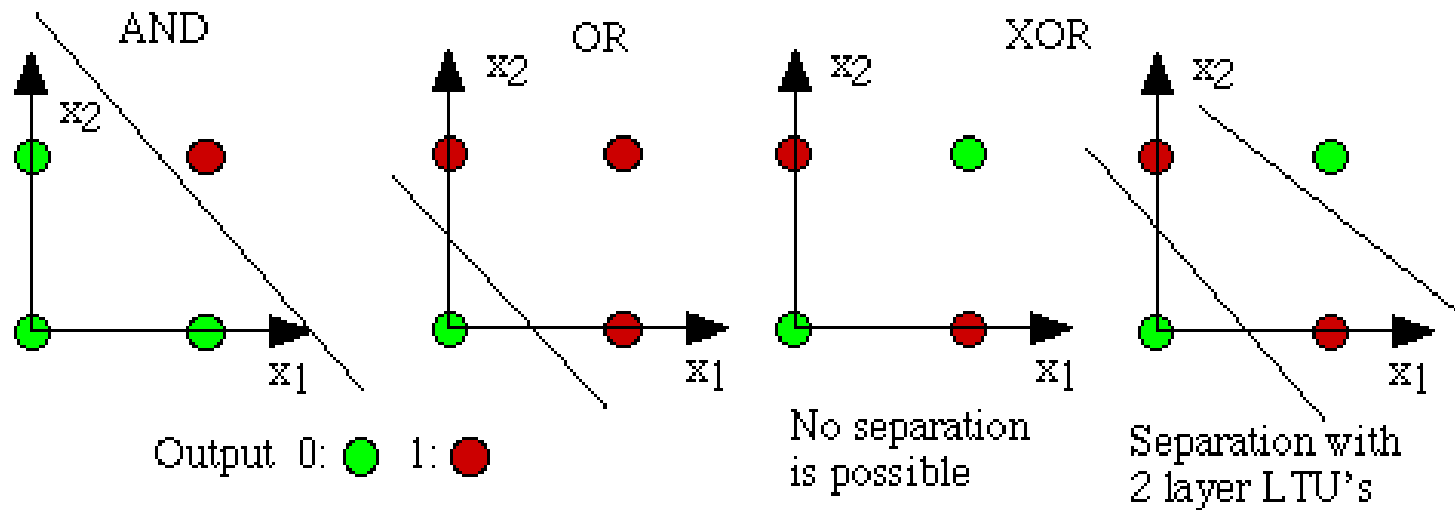 AND
OR
XOR
x2
x2
x2
x2
x1
x1
x1
x1
Output 0: 1:
No separation
is possible
Separation with
2 layer LTU's